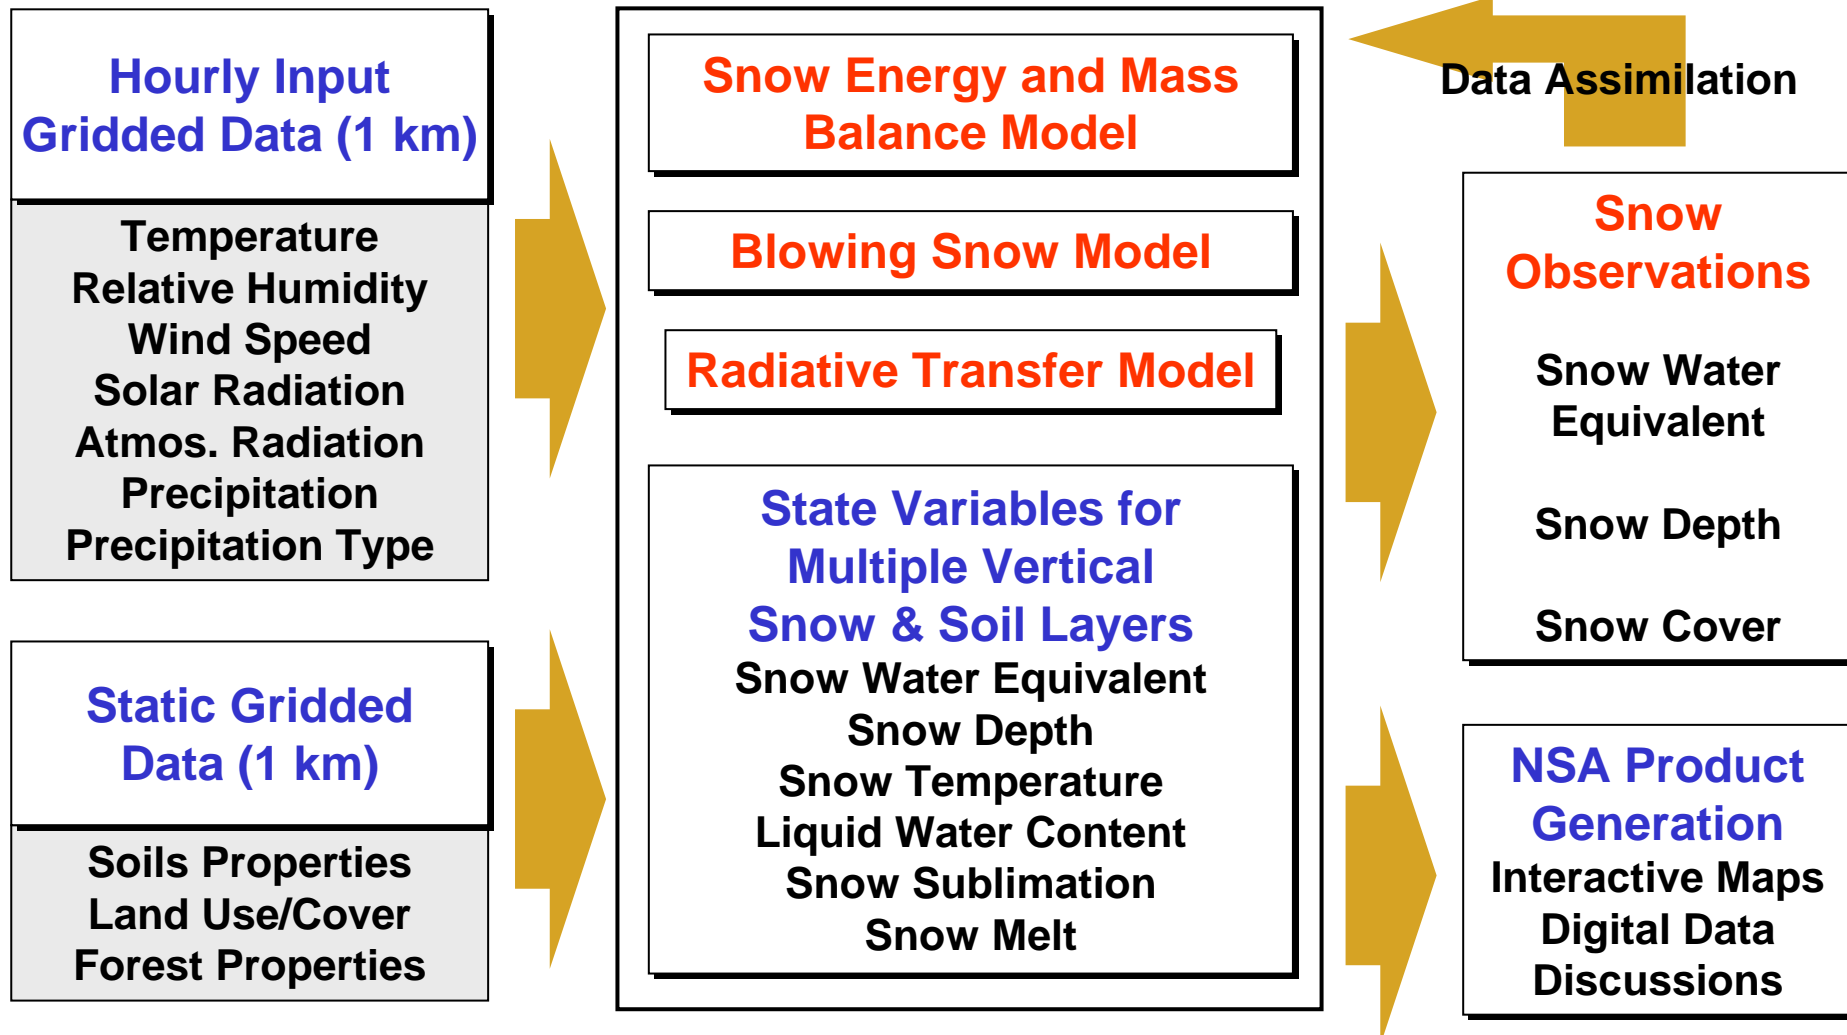 Hourly Input
Gridded Data (1 km)
Temperature
Relative Humidity
Wind Speed
Solar Radiation
Atmos. Radiation
Precipitation
Precipitation Type
Static Gridded
Data (1 km)
Soils Properties
Land Use/Cover
Forest Properties
Snow Energy and Mass
Balance Model
Blowing Snow Model
Radiative Transfer Model
State Variables for
Multiple Vertical
Snow & Soil Layers
Snow Water Equivalent
Snow Depth
Snow Temperature
Liquid Water Content
Snow Sublimation
Snow Melt
Data Assimilation
Snow
Observations
Snow Water
Equivalent
Snow Depth
Snow Cover
NSA Product
Generation
Interactive Maps
Digital Data
Discussions